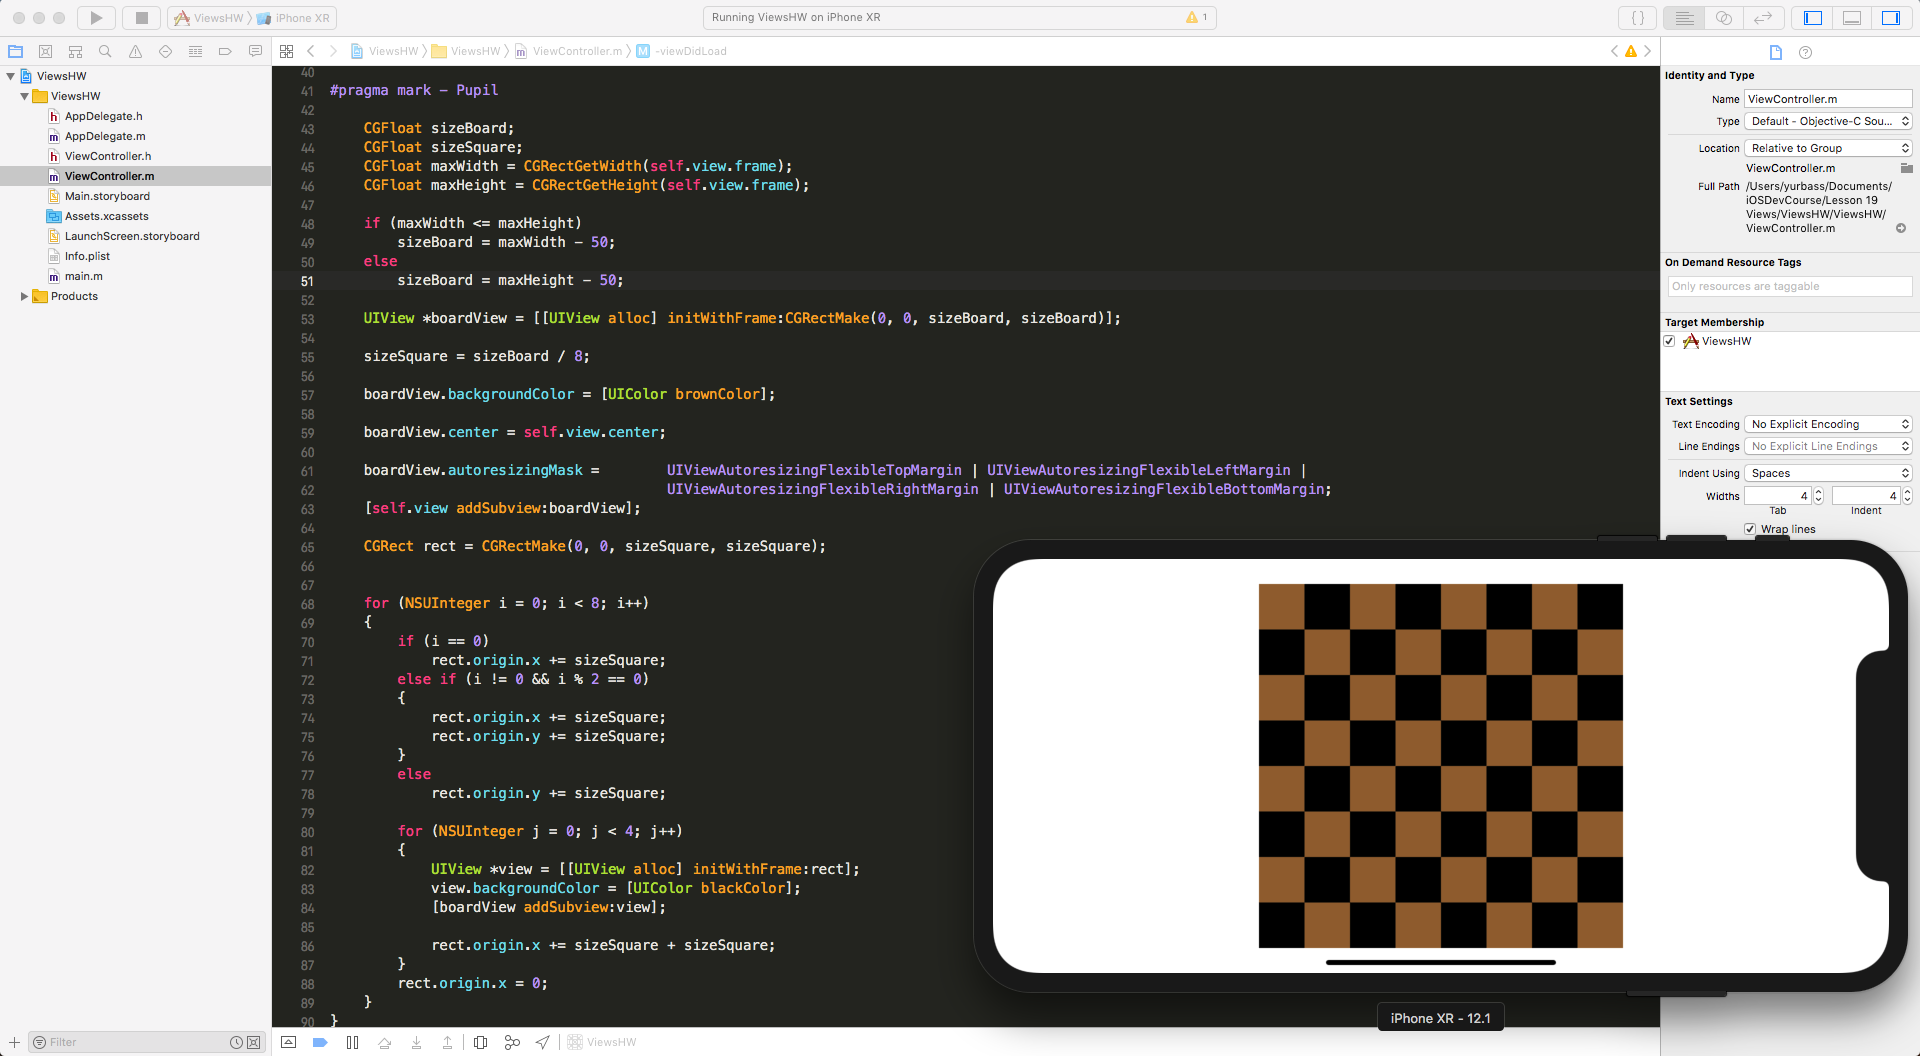 ViewsHW iPhone XR
Running ViewsHW on iPhone XR
1
ViewsHW ViewsHW ViewController.m M -viewDidLoad
ViewsHW
ViewsHW
h AppDelegate.h
m AppDelegate.m
h ViewController.h
m ViewController.m
Main.storyboard
Assets.xcassets
LaunchScreen.storyboard
Info.plist
m main.m
Products
Filter
40
41 #pragma mark - Pupil
42
43 CGFloat sizeBoard;
44 CGFloat sizeSquare;
45 CGFloat maxWidth = CGRectGetWidth(self.view.frame);
46 CGFloat maxHeight = CGRectGetHeight(self.view.frame);
47
48 if (maxWidth <= maxHeight)
49 sizeBoard = maxWidth - 50;
50 else
51 sizeBoard = maxHeight - 50;
52
53 UIView *boardView = [[UIView alloc] initWithFrame:CGRectMake(0, 0, sizeBoard, sizeBoard)];
54
55 sizeSquare = sizeBoard / 8;
56
57 boardView.backgroundColor = [UIColor brownColor];
58
59 boardView.center = self.view.center;
60
61 boardView.autoresizingMask = UIViewAutoresizingFlexibleTopMargin | UIViewAutoresizingFlexibleLeftMargin |
62 UIViewAutoresizingFlexibleRightMargin | UIViewAutoresizingFlexibleBottomMargin;
63 [self.view addSubview:boardView];
64
65 CGRect rect = CGRectMake(0, 0, sizeSquare, sizeSquare);
66
67
68 for (NSUInteger i = 0; i < 8; i++)
69 {
70 if (i == 0)
71 rect.origin.x += sizeSquare;
72 else if (i != 0 && i % 2 == 0)
73 {
74 rect.origin.x += sizeSquare;
75 rect.origin.y += sizeSquare;
76 }
77 else
78 rect.origin.y += sizeSquare;
79
80 for (NSUInteger j = 0; j < 4; j++)
81 {
82 UIView *view = [[UIView alloc] initWithFrame:rect];
83 view.backgroundColor = [UIColor blackColor];
84 [boardView addSubview:view];
85
86 rect.origin.x += sizeSquare + sizeSquare;
87 }
88 rect.origin.x = 0;
89 }
90 }
ViewsHW
Identity and Type
Name ViewController.m
Type Default - Objective-C Sou...
Location Relative to Group
ViewController.m
Full Path /Users/yurbass/Documents/
iOSDevCourse/Lesson 19
Views/ViewsHW/ViewsHW/
ViewController.m
On Demand Resource Tags
Only resources are taggable
Target Membership
ViewsHW
Text Settings
Text Encoding No Explicit Encoding
Line Endings No Explicit Line Endings
Indent Using Spaces
Widths 4 4
Tab Indent
Wrap lines
iPhone XR - 12.1